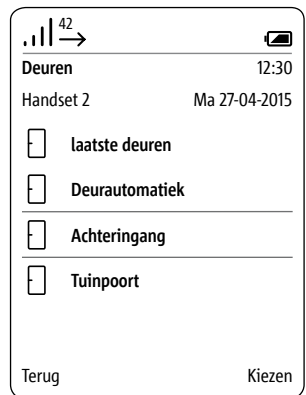 42
Deuren 12:30
Handset 2 Ma 27-04-2015
laatste deuren
Deurautomatiek
Achteringang
Tuinpoort
Terug Kiezen